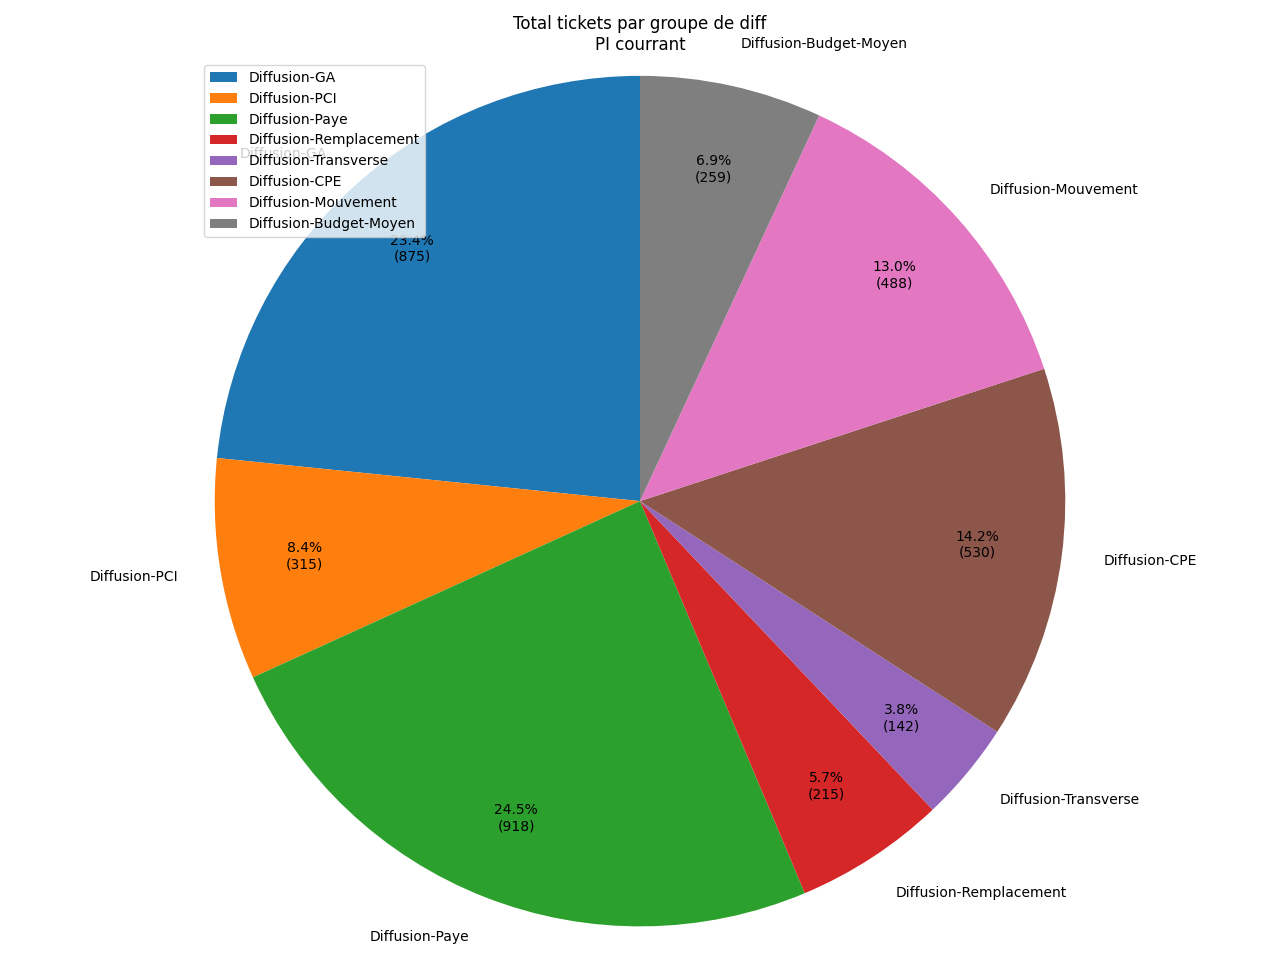 Total tickets par groupe de diff
PI courrant
Diffusion-GA
Diffusion-PCI
Diffusion-Paye
Diffusion-Remplacement
Diffusion-Transverse
Diffusion-CPE
Diffusion-Mouvement
Diffusion-Budget-Moyen
Diffusion-GA
23.4%
(875)
Diffusion-PCI
8.4%
(315)
Diffusion-Paye
24.5%
(918)
Diffusion-Remplacement
5.7%
(215)
Diffusion-Transverse
3.8%
(142)
Diffusion-CPE
14.2%
(530)
Diffusion-Mouvement
13.0%
(488)
Diffusion-Budget-Moyen
6.9%
(259)